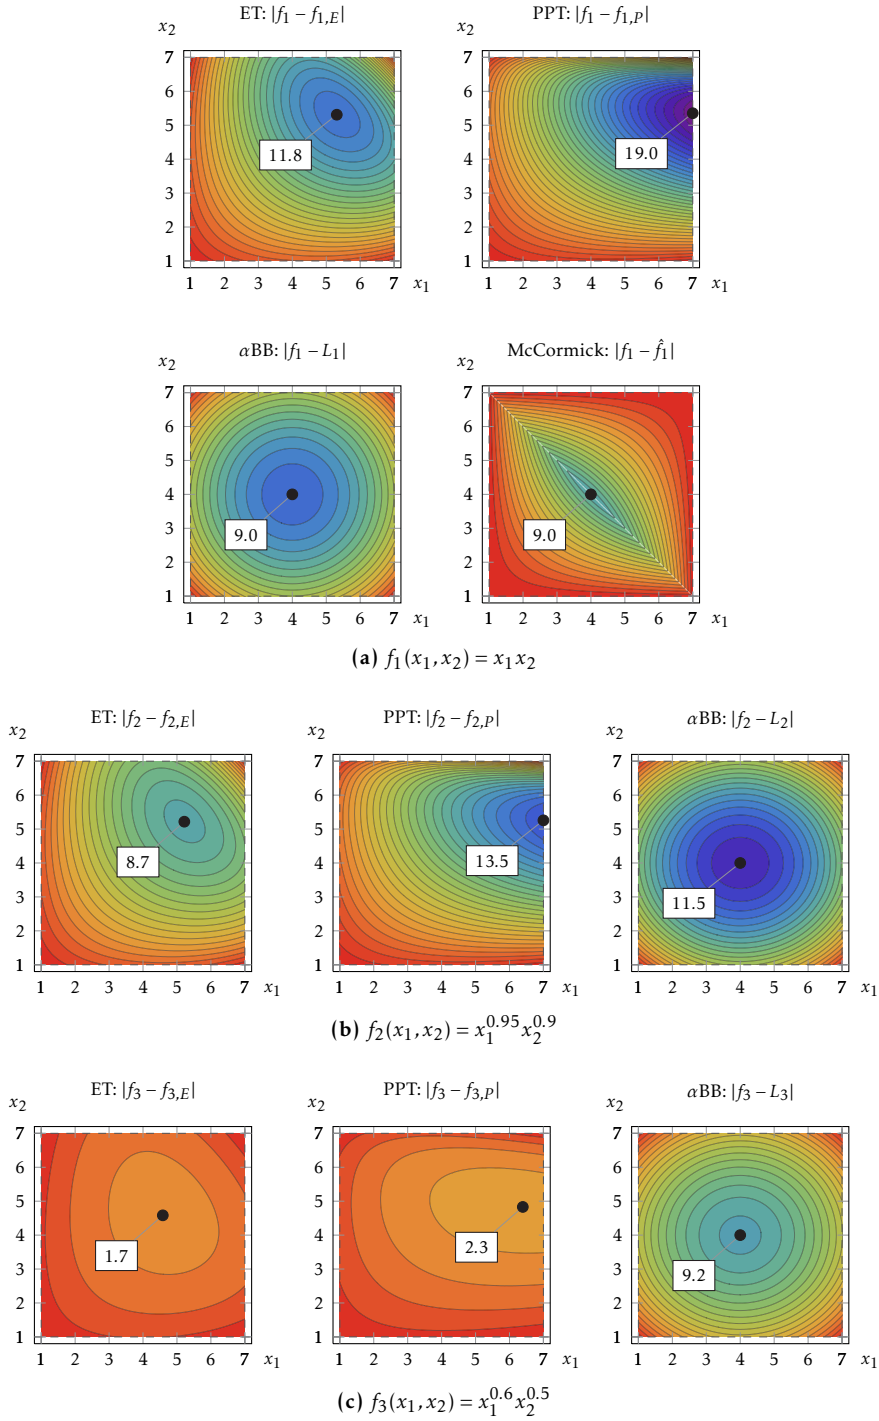 ET: |f₁ − f₁,E|
PPT: |f₁ − f₁,P|
x₂
7
6
5
4
3
2
1
11.8
1 2 3 4 5 6 7 x₁
x₂
7
6
5
4
3
2
1
19.0
1 2 3 4 5 6 7 x₁
αBB: |f₁ − L₁|
McCormick: |f₁ − f̂₁|
x₂
7
6
5
4
3
2
1
9.0
1 2 3 4 5 6 7 x₁
x₂
7
6
5
4
3
2
1
9.0
1 2 3 4 5 6 7 x₁
(a) f₁(x₁, x₂) = x₁x₂
ET: |f₂ − f₂,E|
PPT: |f₂ − f₂,P|
αBB: |f₂ − L₂|
x₂
7
6
5
4
3
2
1
8.7
1 2 3 4 5 6 7 x₁
x₂
7
6
5
4
3
2
1
13.5
1 2 3 4 5 6 7 x₁
x₂
7
6
5
4
3
2
1
11.5
1 2 3 4 5 6 7 x₁
(b) f₂(x₁, x₂) = x₁^0.95 x₂^0.9
ET: |f₃ − f₃,E|
PPT: |f₃ − f₃,P|
αBB: |f₃ − L₃|
x₂
7
6
5
4
3
2
1
1.7
1 2 3 4 5 6 7 x₁
x₂
7
6
5
4
3
2
1
2.3
1 2 3 4 5 6 7 x₁
x₂
7
6
5
4
3
2
1
9.2
1 2 3 4 5 6 7 x₁
(c) f₃(x₁, x₂) = x₁^0.6 x₂^0.5